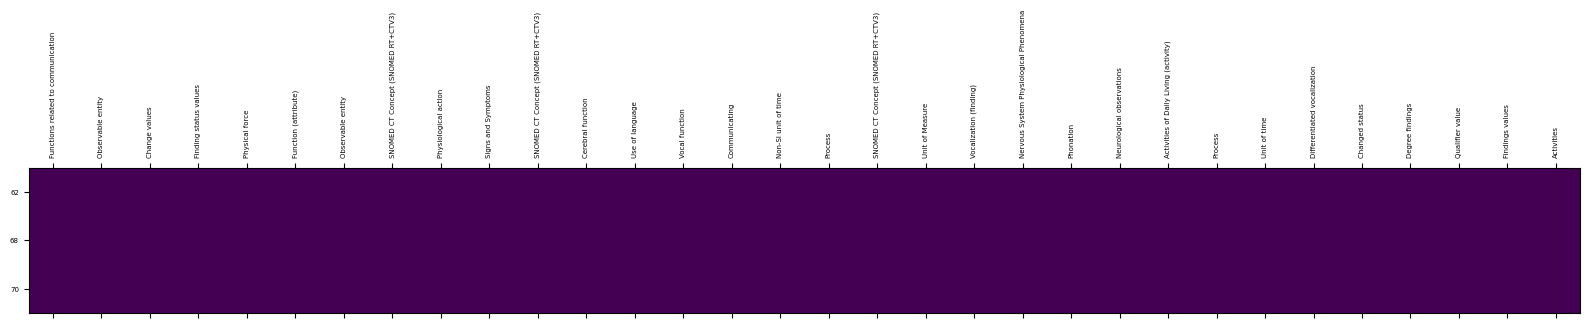 Functions related to communication
Observable entity
Change values
Finding status values
Physical force
Function (attribute)
Observable entity
SNOMED CT Concept (SNOMED RT+CTV3)
Physiological action
Signs and Symptoms
SNOMED CT Concept (SNOMED RT+CTV3)
Cerebral function
Use of language
Vocal function
Communicating
Non-SI unit of time
Process
SNOMED CT Concept (SNOMED RT+CTV3)
Unit of Measure
Vocalization (finding)
Nervous System Physiological Phenomena
Phonation
Neurological observations
Activities of Daily Living (activity)
Process
Unit of time
Differentiated vocalization
Changed status
Degree findings
Qualifier value
Findings values
Activities
62
68
70